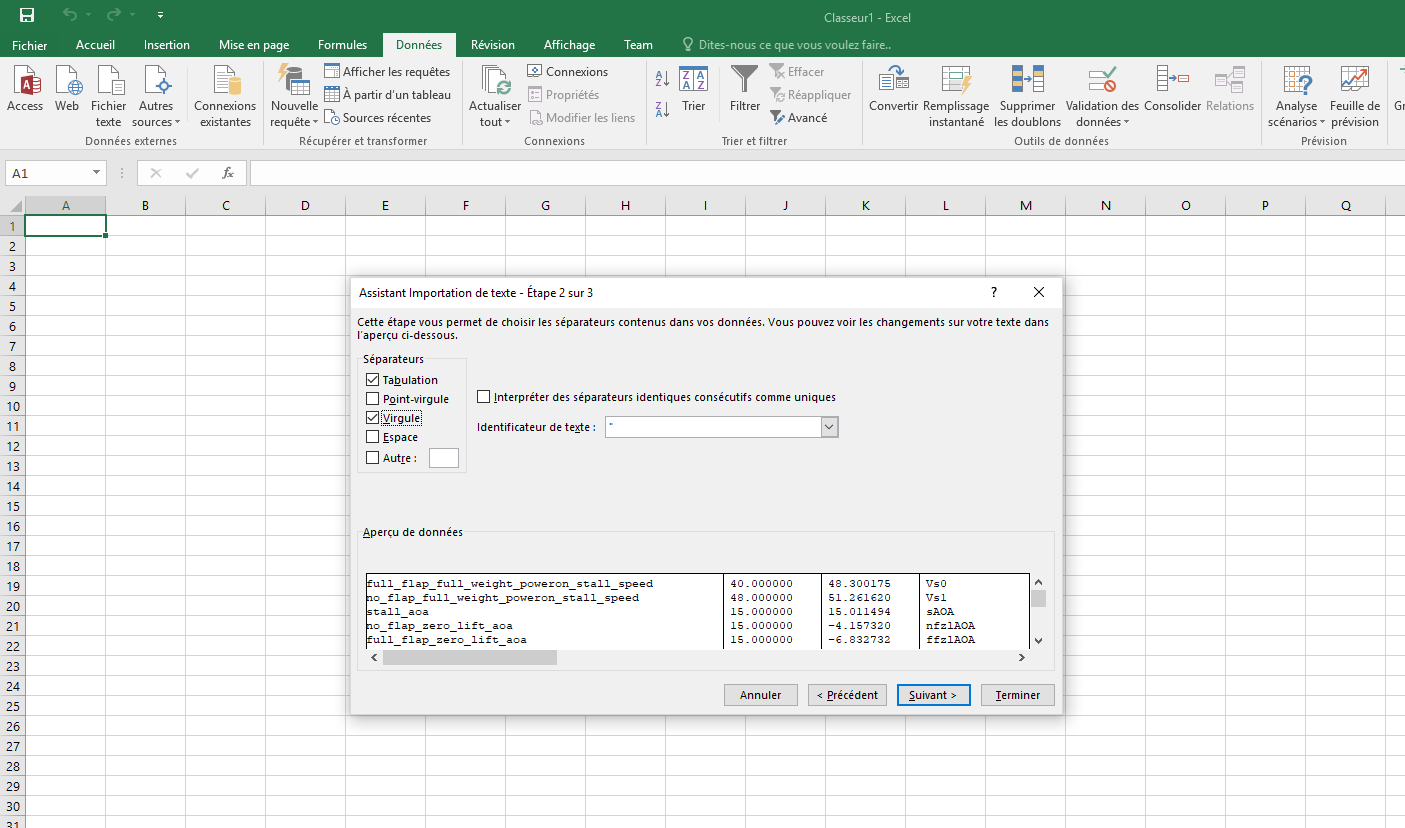 Classeur1 - Excel
Fichier Accueil Insertion Mise en page Formules Données Révision Affichage Team Dites-nous ce que vous voulez faire..
Access
Web
Fichier texte
Autres sources
Connexions existantes
Données externes
Nouvelle requête
Afficher les requêtes
À partir d'un tableau
Sources récentes
Récupérer et transformer
Actualiser tout
Connexions
Propriétés
Modifier les liens
Connexions
Trier
Filtrer
Effacer
Réappliquer
Avancé
Trier et filtrer
Convertir
Remplissage instantané
Supprimer les doublons
Validation des données
Consolider
Relations
Outils de données
Analyse scénarios
Feuille de prévision
Prévision
A1
fx
A B C D E F G H I J K L M N O P Q
1
2
3
4
5
6
7
8
9
10
11
12
13
14
15
16
17
18
19
20
21
22
23
24
25
26
27
28
29
30
31
Assistant Importation de texte - Étape 2 sur 3 ?
Cette étape vous permet de choisir les séparateurs contenus dans vos données. Vous pouvez voir les changements sur votre texte dans
l'aperçu ci-dessous.
Séparateurs
Tabulation
Point-virgule
Virgule
Espace
Autre :
Interpréter des séparateurs identiques consécutifs comme uniques
Identificateur de texte : "
Aperçu de données
full_flap_full_weight_poweron_stall_speed 40.000000 48.300175 Vs0
no_flap_full_weight_poweron_stall_speed 48.000000 51.261620 Vs1
stall_aoa 15.000000 15.011494 sAOA
no_flap_zero_lift_aoa 15.000000 -4.157320 nfzlAOA
full_flap_zero_lift_aoa 15.000000 -6.832732 ffzlAOA
Annuler < Précédent Suivant > Terminer